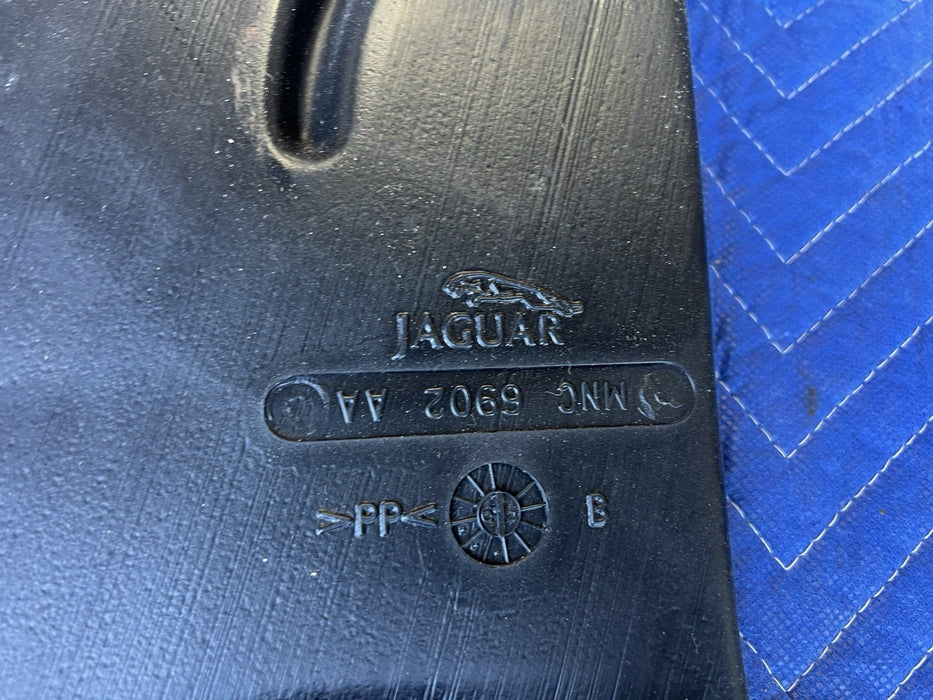 JAGUAR
MNC 6902 AA
>PP<
B